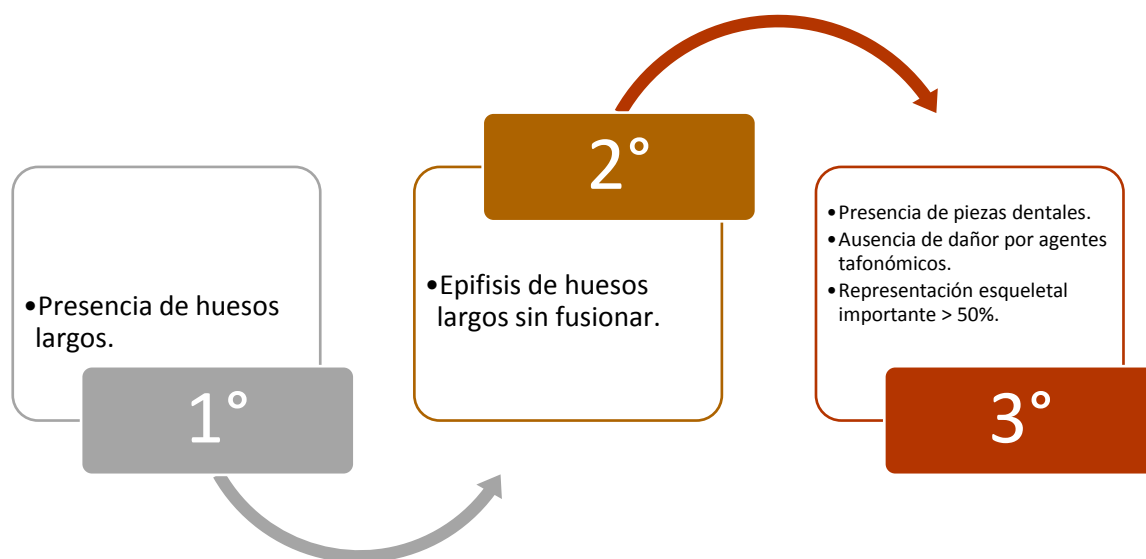 •Presencia de huesos
largos.
1°
2°
•Epifisis de huesos
largos sin fusionar.
•Presencia de piezas dentales.
•Ausencia de dañor por agentes
tafonómicos.
•Representación esqueletal
importante > 50%.
3°